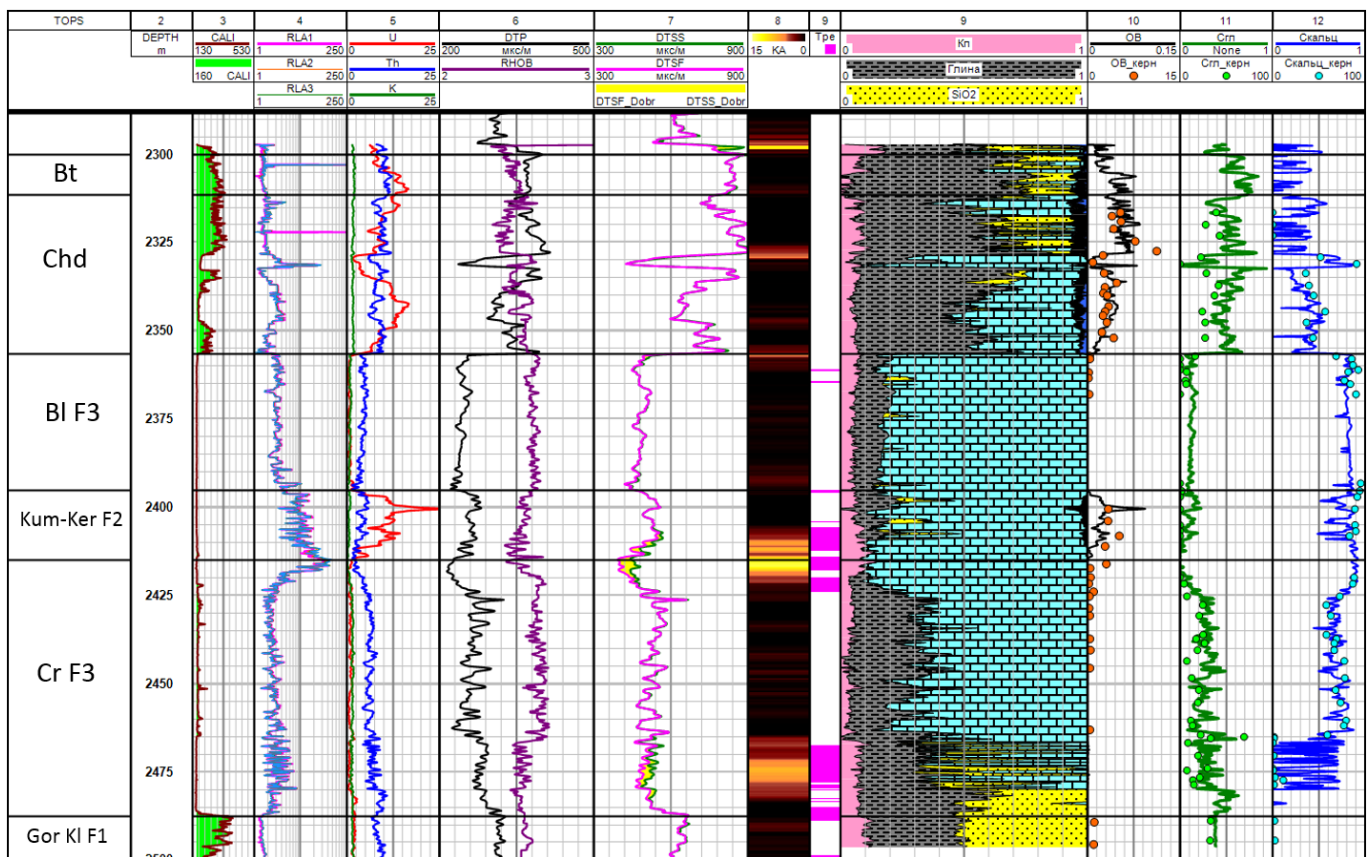 TOPS 2 3 4 5 6 7 8 9 9 10 11 12
DEPTH CALI RLA1 U DTP DTSS Тре Кп ОВ Сгл Скальц
m 130 530 1 250 0 25 200 мкс/м 500 300 мкс/м 900 15 КА 0 0 1 0 0.15 0 None 1 0 1
160 CALI RLA2 Th RHOB DTSF Глина ОВ_керн Сгл_керн Скальц_керн
1 250 0 25 2 3 300 мкс/м 900 0 1 0 15 0 100 0 100
RLA3 K DTSF_Dobr DTSS_Dobr SiO2
1 250 0 25 0 1
2300
Bt
Chd
2325
2350
Bl F3
2375
Kum-Ker F2
2400
2425
Cr F3
2450
2475
Gor Kl F1
2500